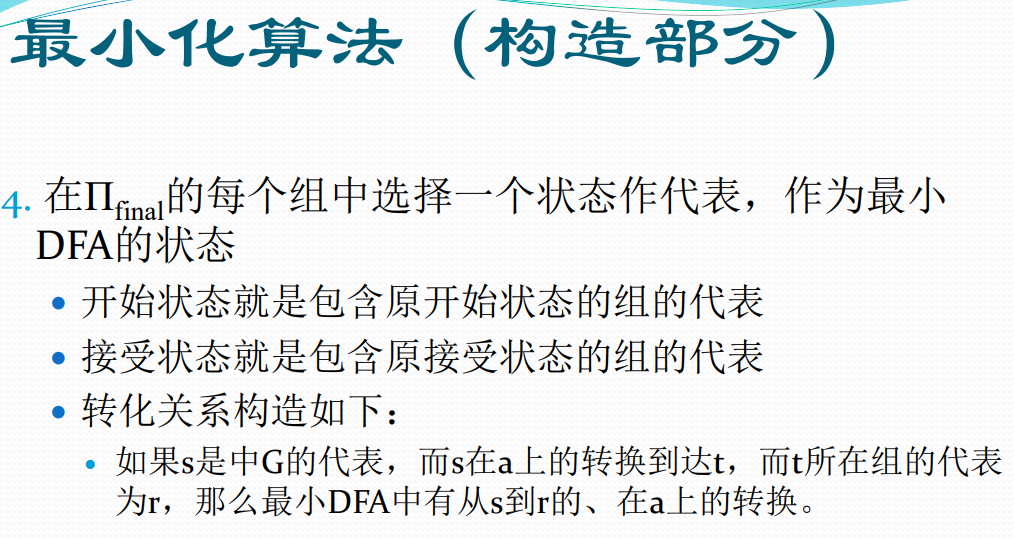 最小化算法（构造部分）
4. 在Πfinal的每个组中选择一个状态作代表，作为最小
DFA的状态
• 开始状态就是包含原开始状态的组的代表
• 接受状态就是包含原接受状态的组的代表
• 转化关系构造如下：
• 如果s是中G的代表，而s在a上的转换到达t，而t所在组的代表
为r，那么最小DFA中有从s到r的、在a上的转换。